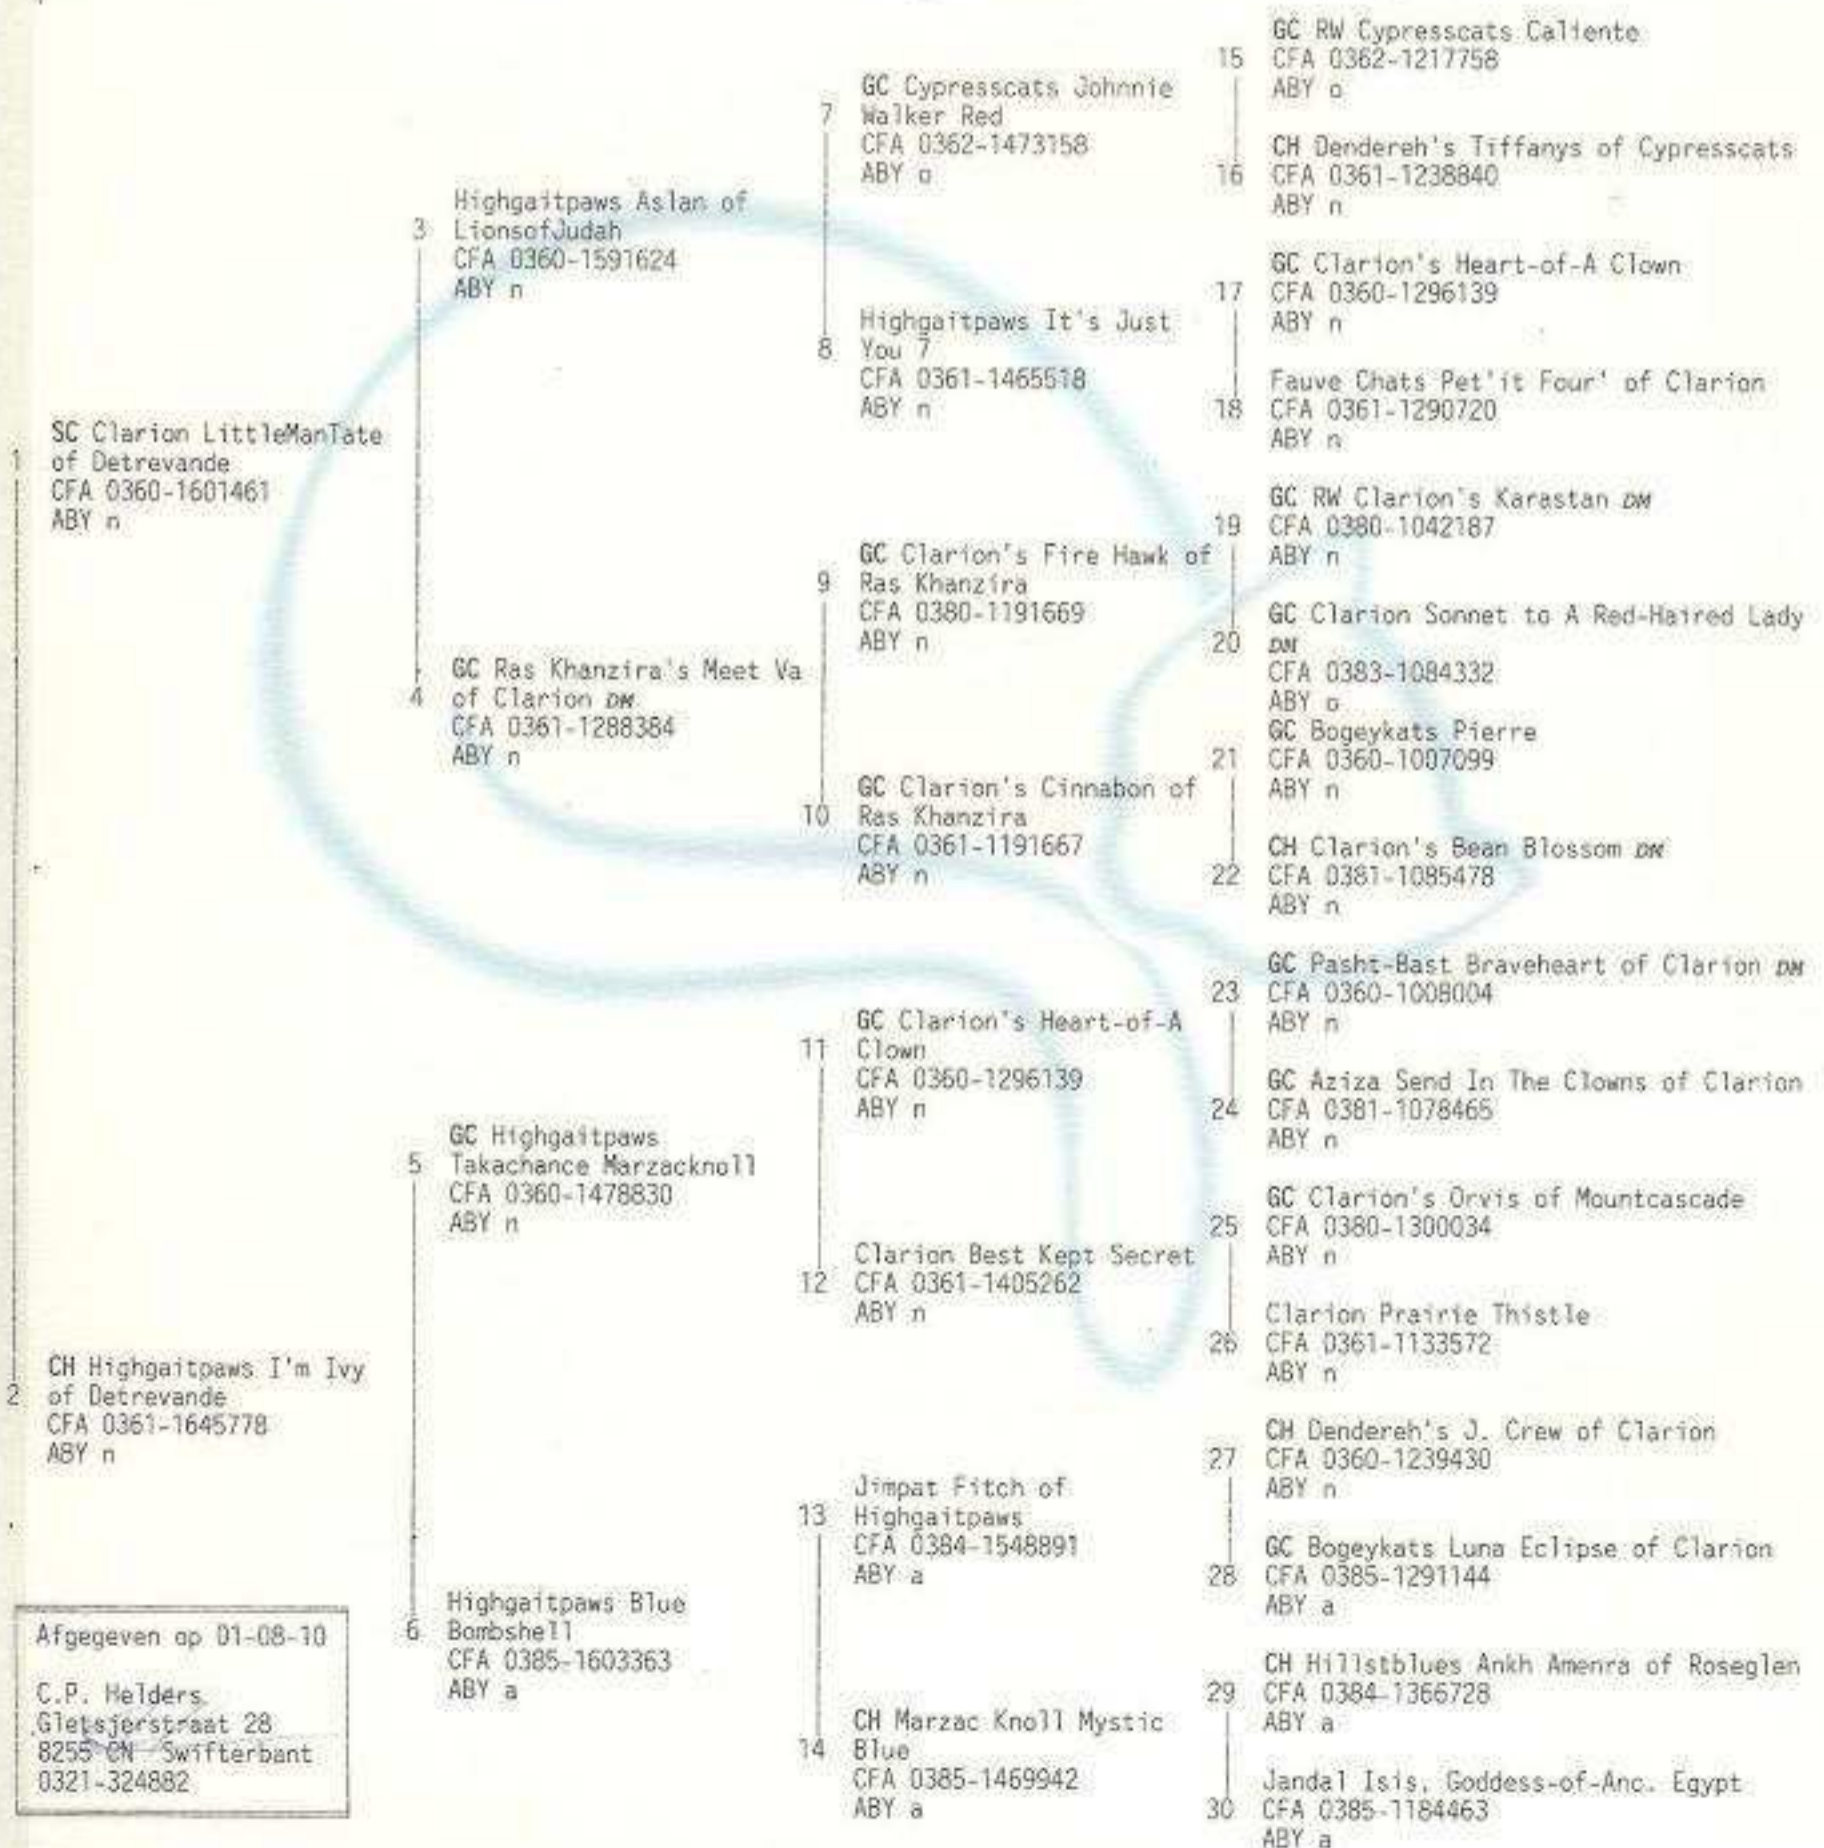 1
SC Clarion LittleManTate
of Detrevande
CFA 0360-1601461
ABY n
2
CH Highgaitpaws I'm Ivy
of Detrevande
CFA 0361-1645778
ABY n
3
Highgaitpaws Aslan of
LionsofJudah
CFA 0360-1591624
ABY n
4
GC Ras Khanzira's Meet Va
of Clarion DM
CFA 0361-1288384
ABY n
5
GC Highgaitpaws
Takachance Marzacknoll
CFA 0360-1478830
ABY n
6
Highgaitpaws Blue
Bombshell
CFA 0385-1603363
ABY a
7
GC Cypresscats Johnnie
Walker Red
CFA 0362-1473158
ABY o
8
Highgaitpaws It's Just
You 7
CFA 0361-1465518
ABY n
9
GC Clarion's Fire Hawk of
Ras Khanzira
CFA 0380-1191669
ABY n
10
GC Clarion's Cinnabon of
Ras Khanzira
CFA 0361-1191667
ABY n
11
GC Clarion's Heart-of-A
Clown
CFA 0360-1296139
ABY n
12
Clarion Best Kept Secret
CFA 0361-1405262
ABY n
13
Jimpat Fitch of
Highgaitpaws
CFA 0384-1548891
ABY a
14
CH Marzac Knoll Mystic
Blue
CFA 0385-1469942
ABY a
15
GC RW Cypresscats Caliente
CFA 0362-1217758
ABY o
16
CH Dendereh's Tiffanys of Cypresscats
CFA 0361-1238840
ABY n
17
GC Clarion's Heart-of-A Clown
CFA 0360-1296139
ABY n
18
Fauve Chats Pet'it Four' of Clarion
CFA 0361-1290720
ABY n
19
GC RW Clarion's Karastan DM
CFA 0380-1042187
ABY n
20
GC Clarion Sonnet to A Red-Haired Lady
DM
CFA 0383-1084332
ABY o
21
GC Bogeykats Pierre
CFA 0360-1007099
ABY n
22
CH Clarion's Bean Blossom DM
CFA 0381-1085478
ABY n
23
GC Pasht-Bast Braveheart of Clarion DM
CFA 0360-1008004
ABY n
24
GC Aziza Send In The Clowns of Clarion
CFA 0381-1078465
ABY n
25
GC Clarion's Orvis of Mountcascade
CFA 0380-1300034
ABY n
26
Clarion Prairie Thistle
CFA 0361-1133572
ABY n
27
CH Dendereh's J. Crew of Clarion
CFA 0360-1239430
ABY n
28
GC Bogeykats Luna Eclipse of Clarion
CFA 0385-1291144
ABY a
29
CH Hillstblues Ankh Amenra of Roseglen
CFA 0384-1366728
ABY a
30
Jandal Isis, Goddess-of-Anc. Egypt
CFA 0385-1184463
ABY a
Afgegeven op 01-08-10
C.P. Helders
Gletsjerstraat 28
8255 CN Swifterbant
0321-324882